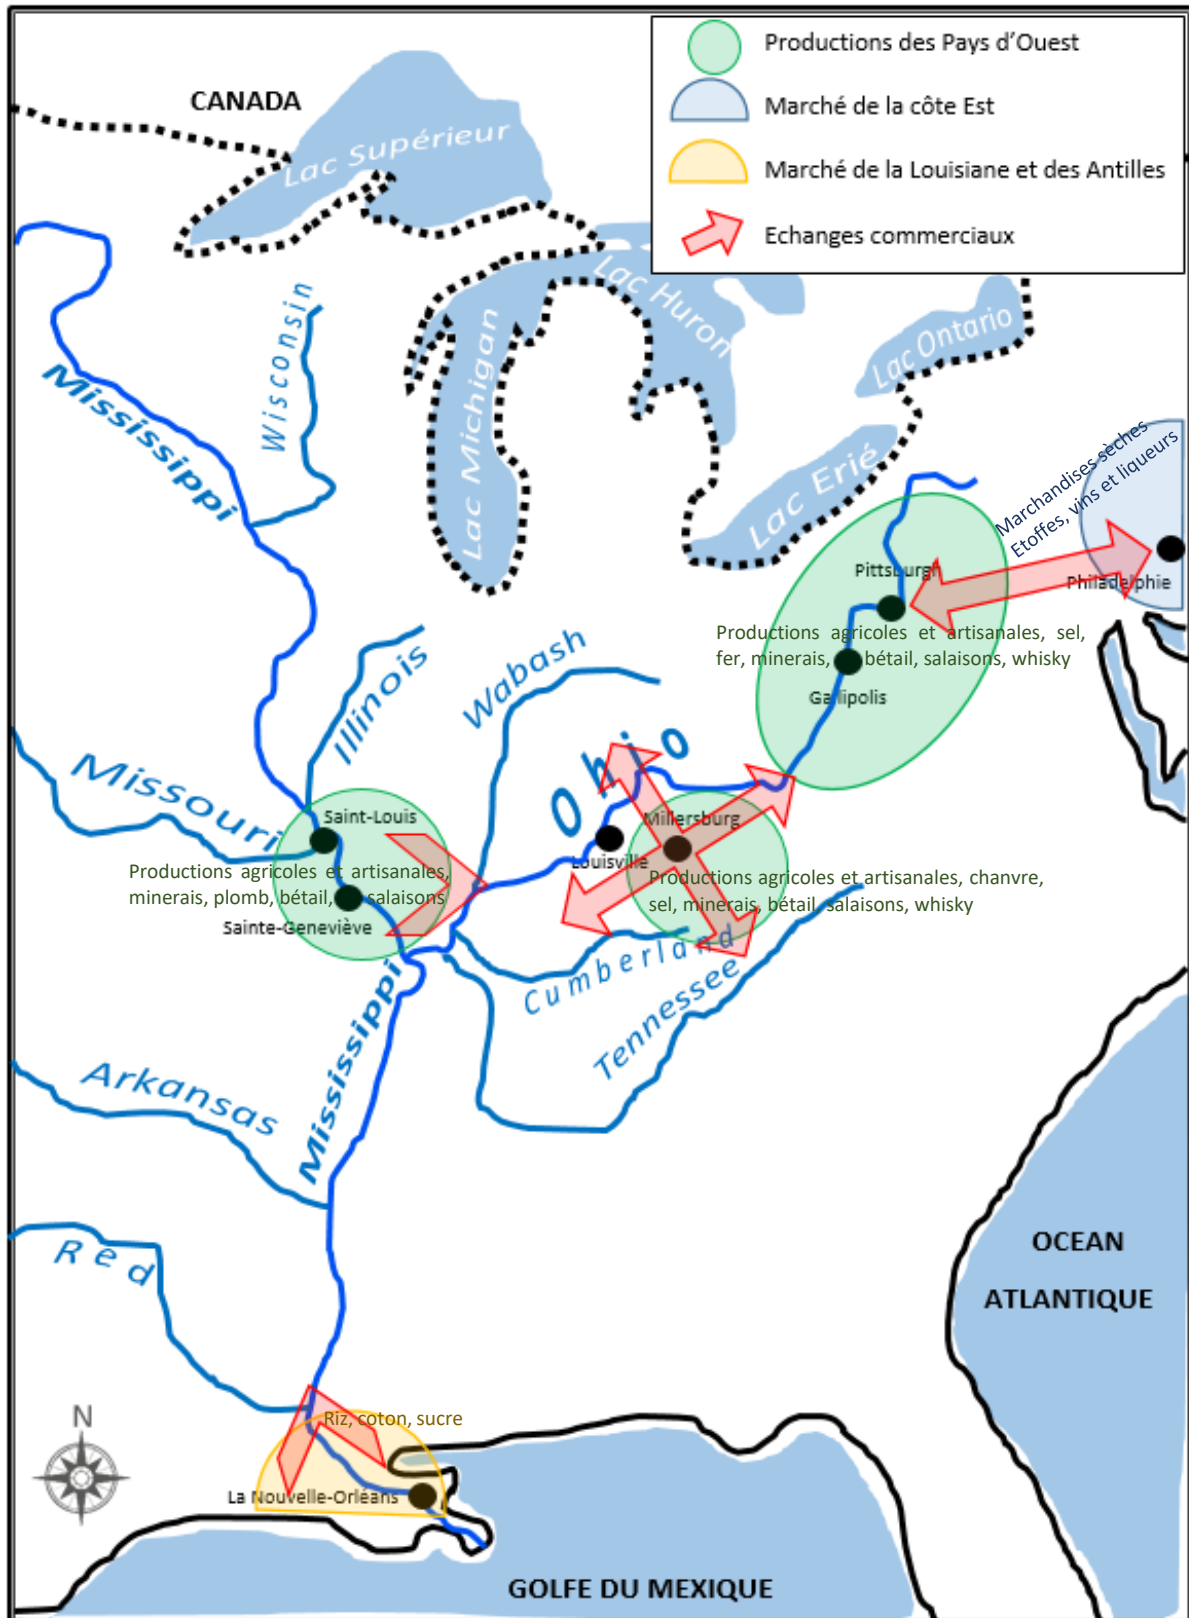 Productions des Pays d'Ouest
Marché de la côte Est
Marché de la Louisiane et des Antilles
Echanges commerciaux
CANADA
Lac Supérieur
Lac Huron
Lac Michigan
Lac Ontario
Lac Erié
Wisconsin
Mississippi
Marchandises sèches
Etoffes, vins et liqueurs
Pittsburgh
Philadelphie
Productions agricoles et artisanales, sel,
fer, minerais, bétail, salaisons, whisky
Gallipolis
Illinois
Wabash
Ohio
Missouri
Saint-Louis
Millersburg
Louisville
Productions agricoles et artisanales,
minerais, plomb, bétail, salaisons
Sainte-Geneviève
Productions agricoles et artisanales, chanvre,
sel, minerais, bétail, salaisons, whisky
Cumberland
Tennessee
Mississippi
Arkansas
Red
OCEAN
ATLANTIQUE
N
Riz, coton, sucre
La Nouvelle-Orléans
GOLFE DU MEXIQUE